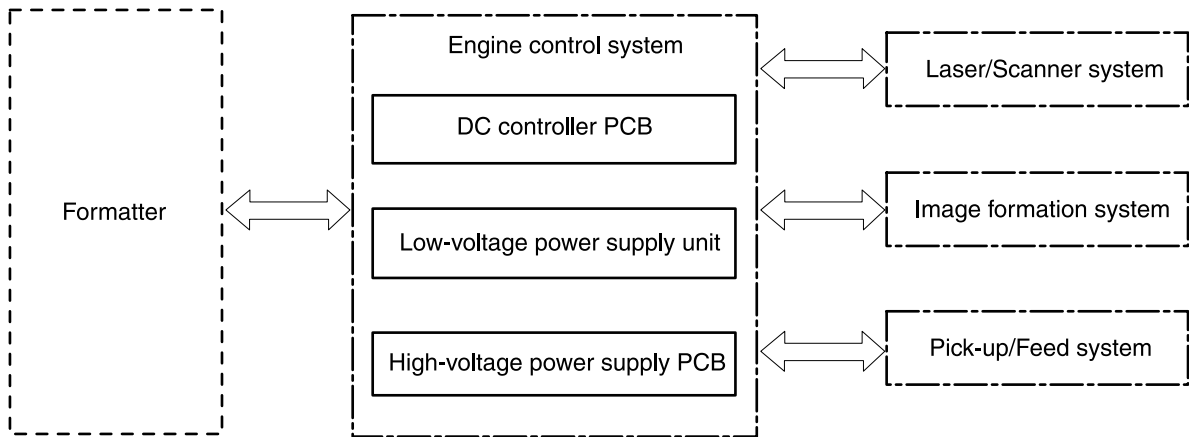 Formatter
Engine control system
DC controller PCB
Low-voltage power supply unit
High-voltage power supply PCB
Laser/Scanner system
Image formation system
Pick-up/Feed system